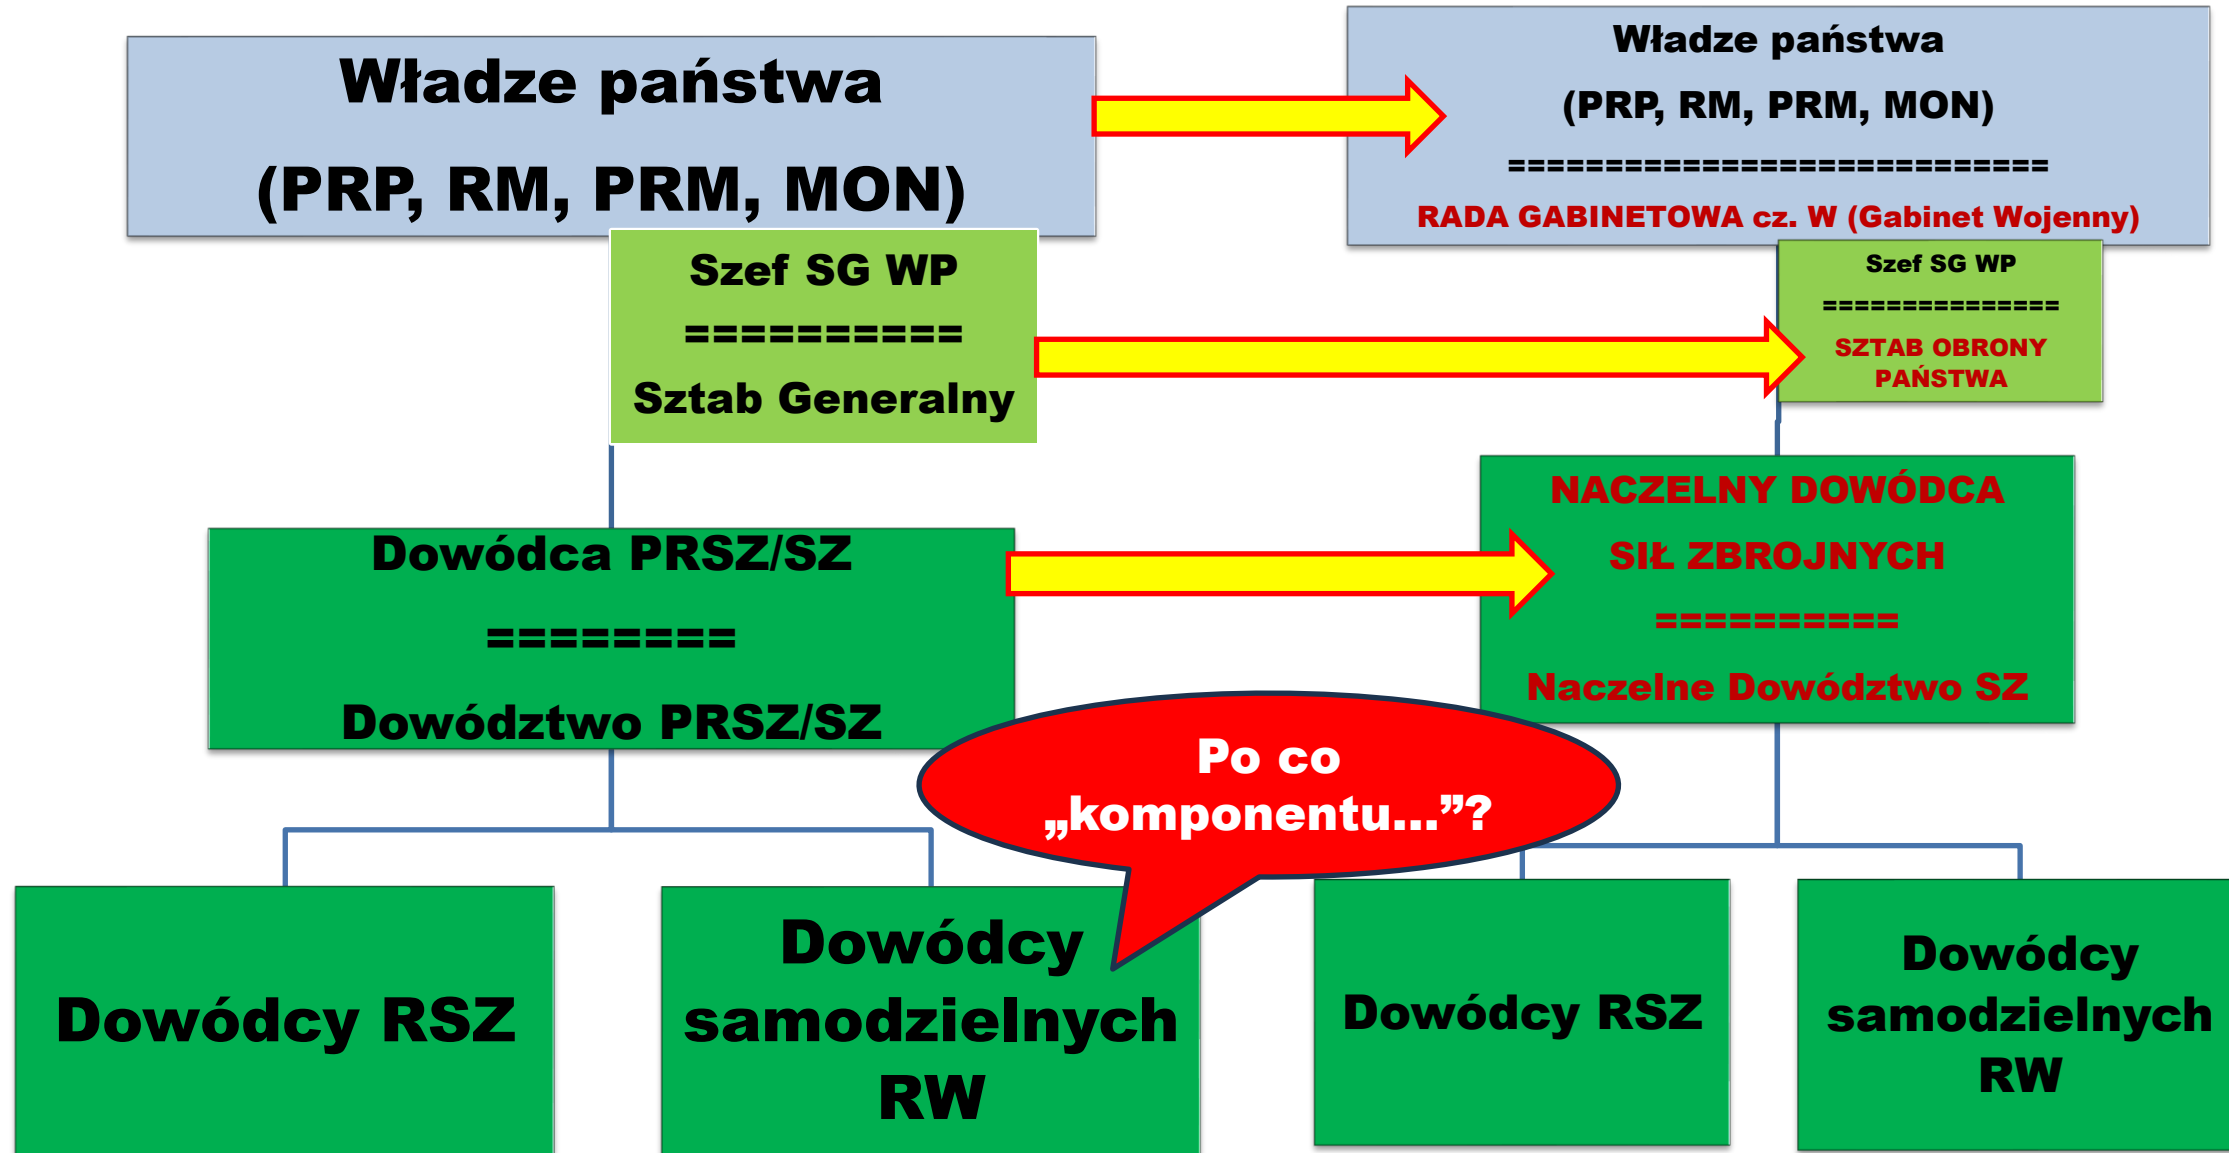 Władze państwa
(PRP, RM, PRM, MON)
Szef SG WP
==========
Sztab Generalny
Dowódca PRSZ/SZ
========
Dowództwo PRSZ/SZ
Dowódcy RSZ
Dowódcy
samodzielnych
RW
Po co
„komponentu...”?
Władze państwa
(PRP, RM, PRM, MON)
============================
RADA GABINETOWA cz. W (Gabinet Wojenny)
Szef SG WP
===============
SZTAB OBRONY
PAŃSTWA
NACZELNY DOWÓDCA
SIŁ ZBROJNYCH
==========
Naczelne Dowództwo SZ
Dowódcy RSZ
Dowódcy
samodzielnych
RW